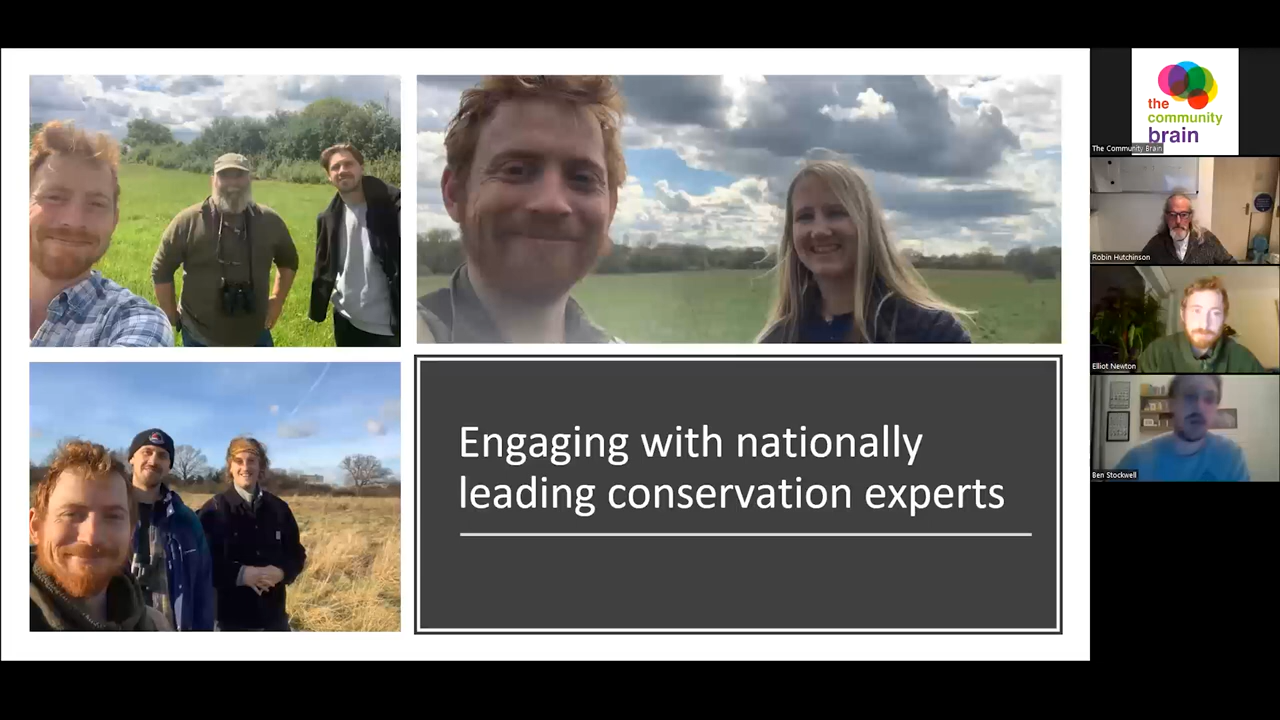 Engaging with nationally
leading conservation experts
the
community
brain
The Community Brain
Robin Hutchinson
Elliot Newton
Ben Stockwell